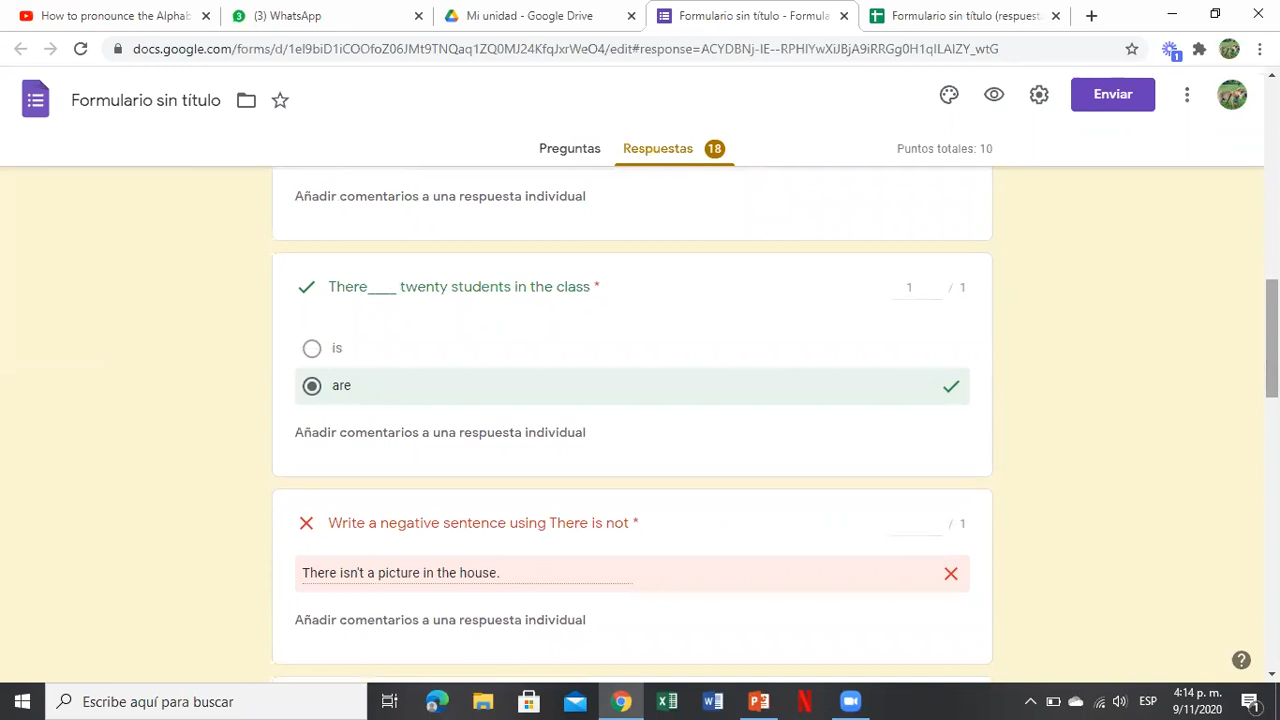 How to pronounce the Alphab
(3) WhatsApp
Mi unidad - Google Drive
Formulario sin título - Formula
Formulario sin título (respuest
docs.google.com/forms/d/1eI9biD1iCOOfoZ06JMt9TNQaq1ZQ0MJ24KfqJxrWeO4/edit#response=ACYDBNj-IE--RPHIYwXiJBjA9iRRGg0H1qILAIZY_wtG
1
Formulario sin título
Enviar
Preguntas
Respuestas 18
Puntos totales: 10
Añadir comentarios a una respuesta individual
There____ twenty students in the class *
1 / 1
is
are
Añadir comentarios a una respuesta individual
Write a negative sentence using There is not *
/ 1
There isn't a picture in the house.
Añadir comentarios a una respuesta individual
Escribe aquí para buscar
ESP
4:14 p. m.
9/11/2020
1